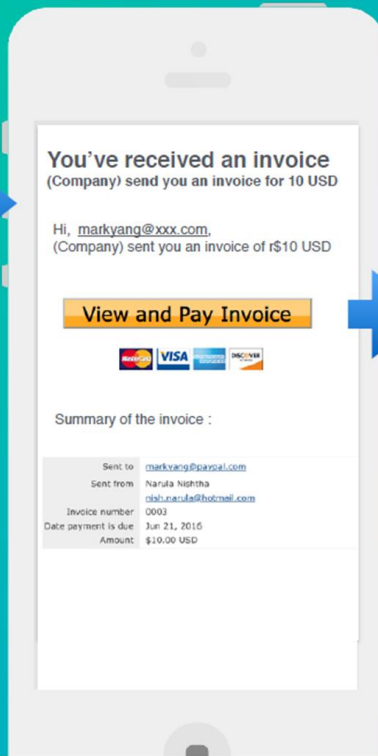 You've received an invoice
(Company) send you an invoice for 10 USD
Hi, markyang@xxx.com,
(Company) sent you an invoice of r$10 USD
View and Pay Invoice
MasterCard VISA AMERICAN EXPRESS DISCOVER
Summary of the invoice :
Sent to markyang@paypal.com
Sent from Narula Nishtha
nish.narula@hotmail.com
Invoice number 0003
Date payment is due Jun 21, 2016
Amount $10.00 USD